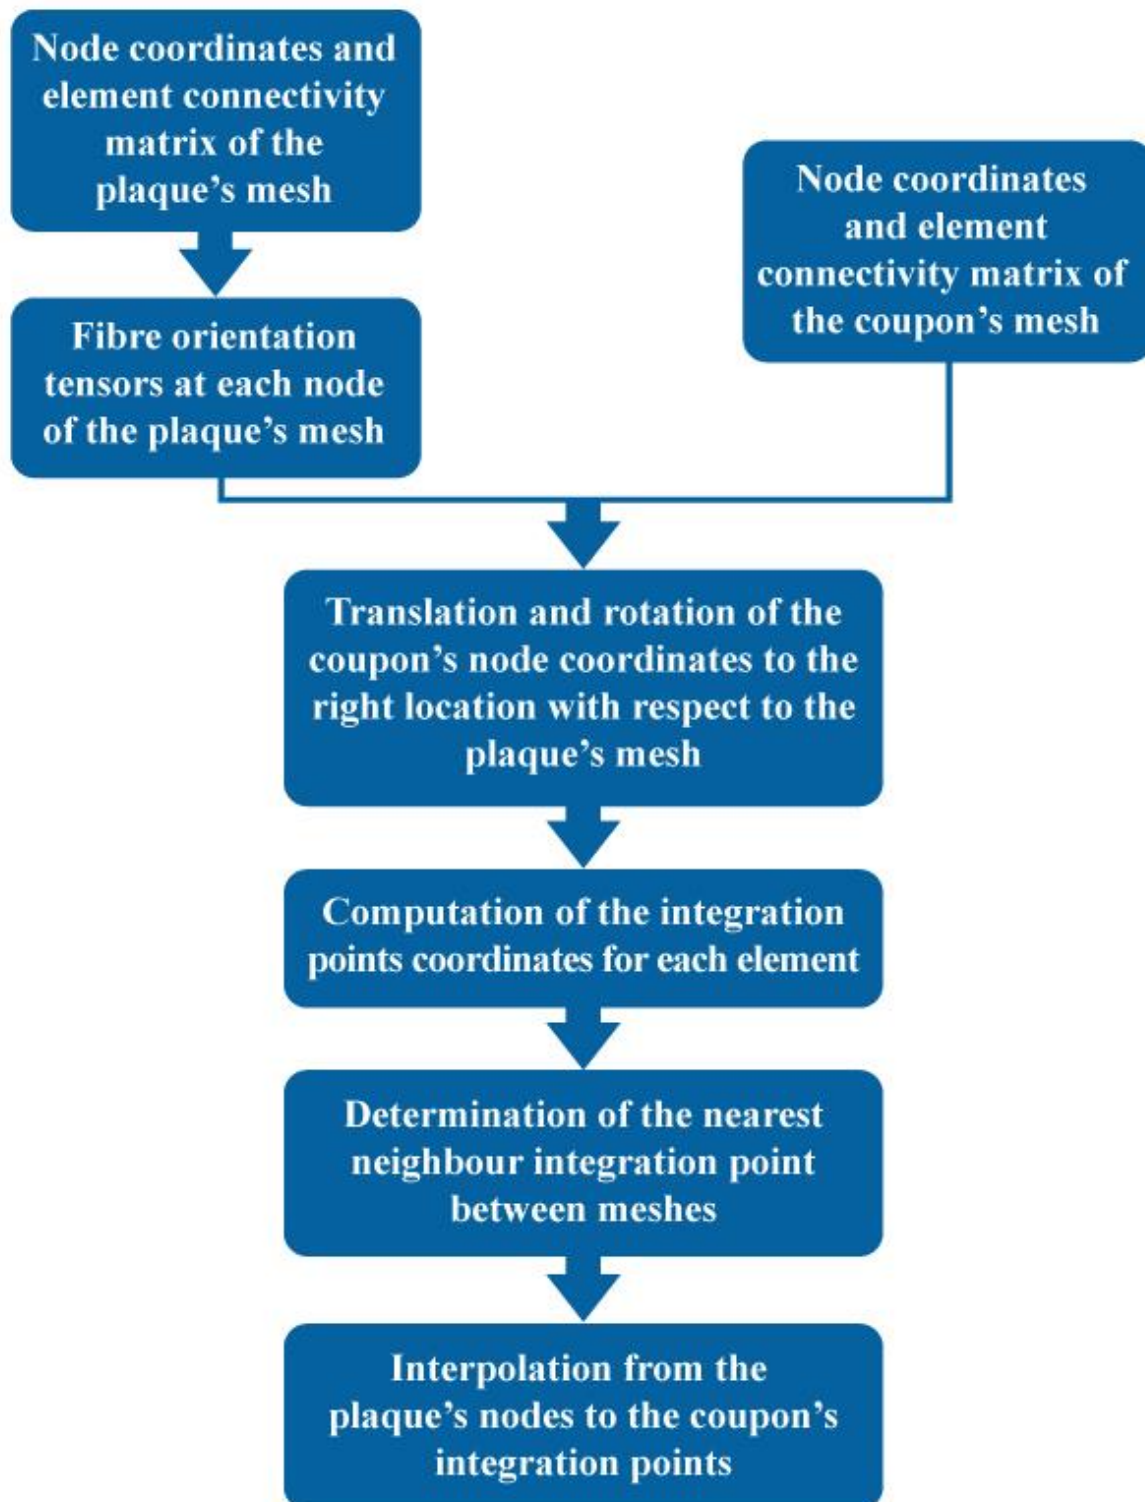 Node coordinates and
element connectivity
matrix of the
plaque’s mesh
Node coordinates
and element
connectivity matrix of
the coupon’s mesh
Fibre orientation
tensors at each node
of the plaque’s mesh
Translation and rotation of the
coupon’s node coordinates to the
right location with respect to the
plaque’s mesh
Computation of the integration
points coordinates for each element
Determination of the nearest
neighbour integration point
between meshes
Interpolation from the
plaque’s nodes to the coupon’s
integration points